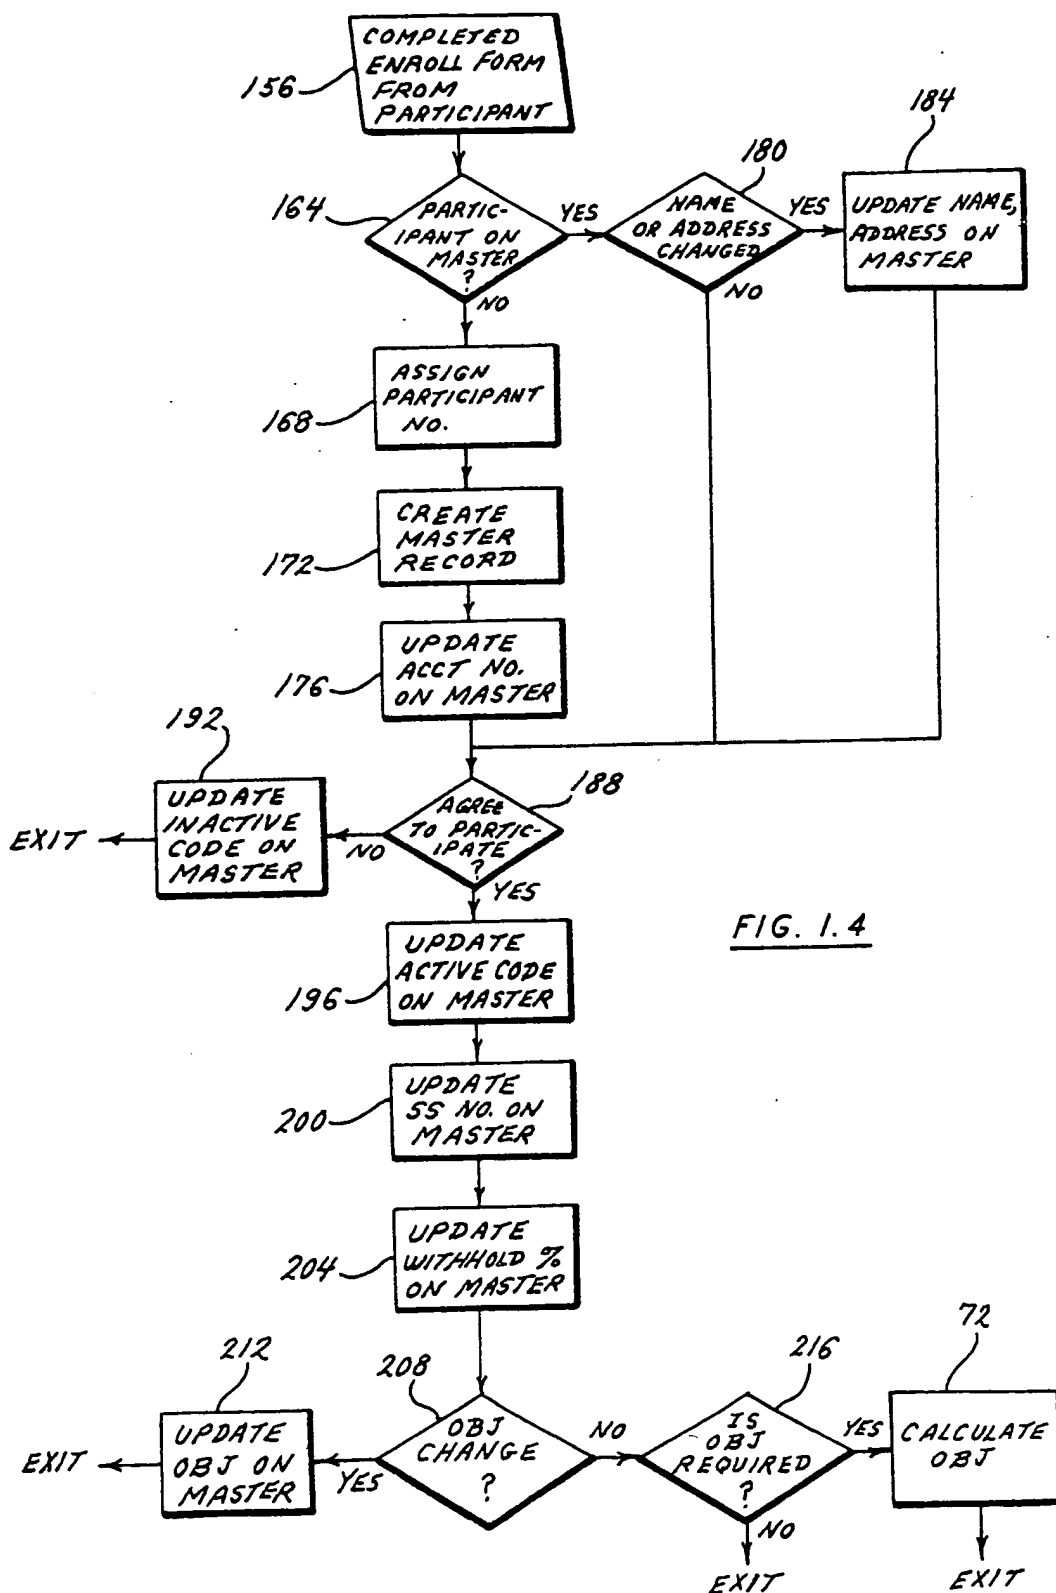 COMPLETED
ENROLL FORM
FROM
PARTICIPANT
156
184
180
164
PARTIC-
IPANT ON
MASTER
?
YES
NAME
OR ADDRESS
CHANGED
YES
UPDATE NAME,
ADDRESS ON
MASTER
NO
NO
ASSIGN
PARTICIPANT
NO.
168
CREATE
MASTER
RECORD
172
UPDATE
ACCT NO.
ON MASTER
176
192
188
UPDATE
INACTIVE
CODE ON
MASTER
EXIT
NO
AGREE
TO PARTIC-
IPATE
?
YES
FIG. 1.4
UPDATE
ACTIVE CODE
ON MASTER
196
UPDATE
SS NO. ON
MASTER
200
UPDATE
WITHHOLD %
ON MASTER
204
212
208
216
72
UPDATE
OBJ ON
MASTER
EXIT
YES
OBJ
CHANGE
?
NO
IS
OBJ
REQUIRED
?
YES
CALCULATE
OBJ
NO
EXIT
EXIT